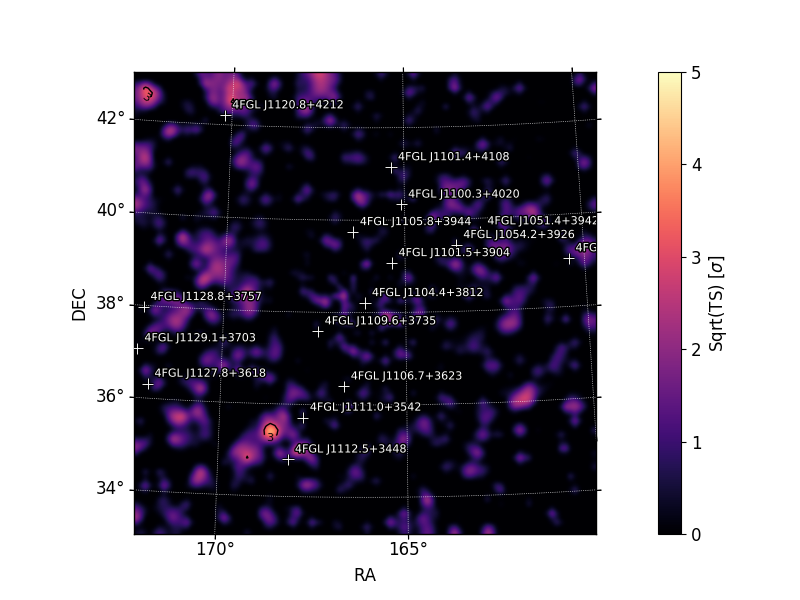 3
4FGL J1120.8+4212
42°
4FGL J1101.4+4108
4FGL J1100.3+4020
40°
4FGL J1105.8+3944
4FGL J1051.4+3942
4FGL J1054.2+3926
4FG
4FGL J1101.5+3904
4FGL J1128.8+3757
4FGL J1104.4+3812
38°
4FGL J1109.6+3735
4FGL J1129.1+3703
4FGL J1127.8+3618
4FGL J1106.7+3623
36°
4FGL J1111.0+3542
3
4FGL J1112.5+3448
34°
170°
165°
RA
DEC
5
4
3
2
1
0
Sqrt(TS) [σ]